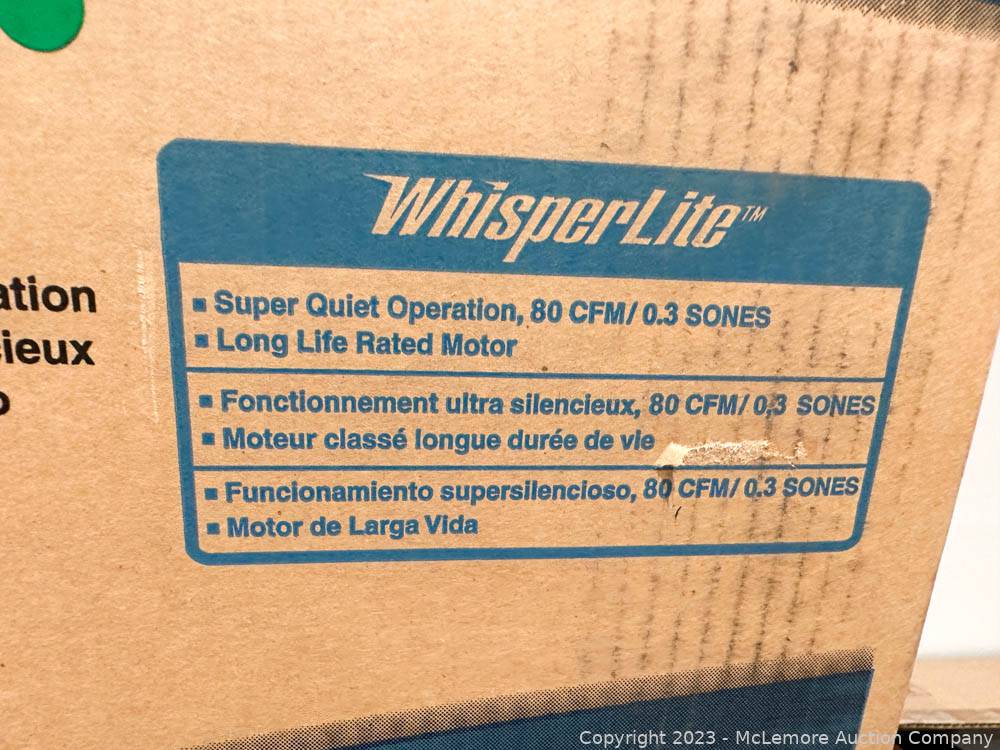 WhisperLite™
▪ Super Quiet Operation, 80 CFM/ 0.3 SONES
▪ Long Life Rated Motor
▪ Fonctionnement ultra silencieux, 80 CFM/ 0,3 SONES
▪ Moteur classé longue durée de vie
▪ Funcionamiento supersilencioso, 80 CFM/ 0.3 SONES
▪ Motor de Larga Vida
ation
cieux
o
Copyright 2023 - McLemore Auction Company